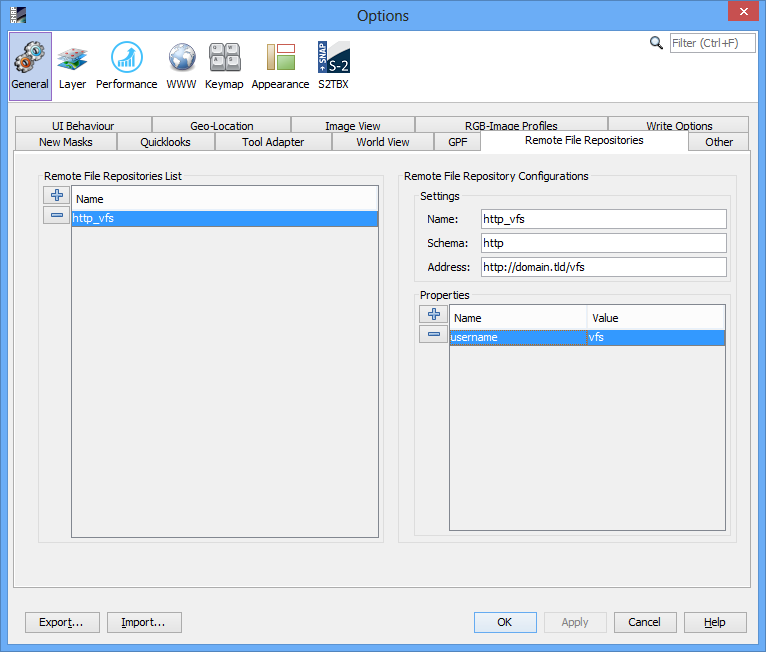 SNAP
Options
Filter (Ctrl+F)
+ SNAP
S-2
General Layer Performance WWW Keymap Appearance S2TBX
UI Behaviour Geo-Location Image View RGB-Image Profiles Write Options
New Masks Quicklooks Tool Adapter World View GPF Remote File Repositories Other
Remote File Repositories List
Name
http_vfs
Remote File Repository Configurations
Settings
Name: http_vfs
Schema: http
Address: http://domain.tld/vfs
Properties
Name Value
username vfs
Export... Import... OK Apply Cancel Help